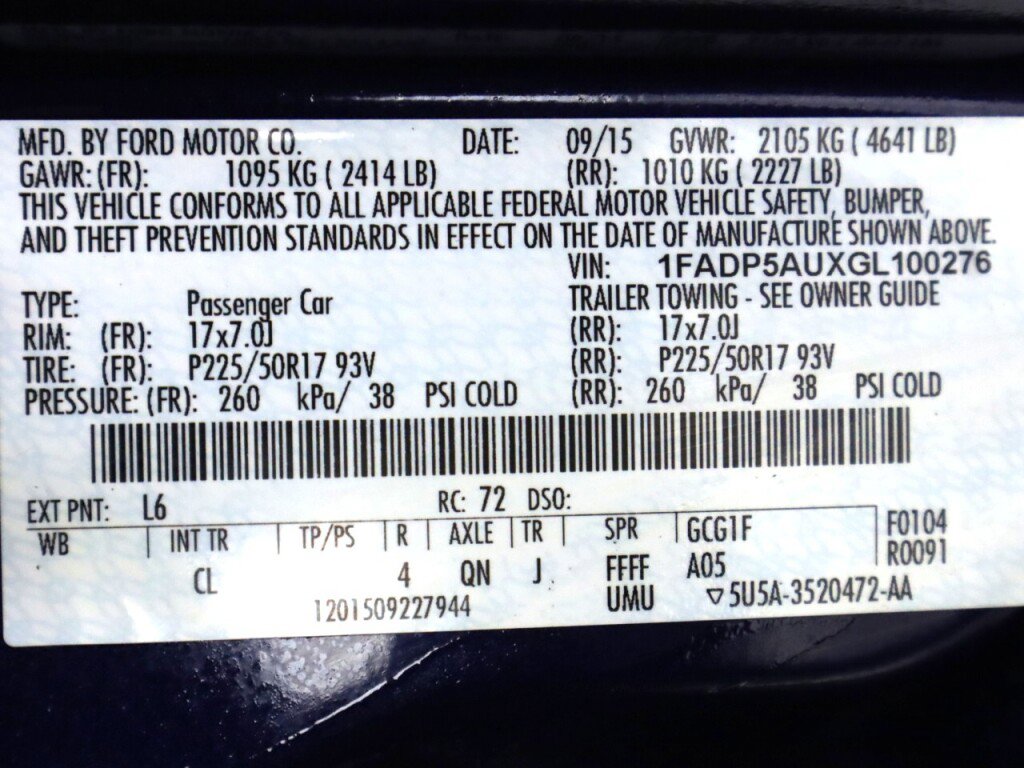 MFD. BY FORD MOTOR CO. DATE: 09/15 GVWR: 2105 KG ( 4641 LB)
GAWR: (FR): 1095 KG ( 2414 LB) (RR): 1010 KG ( 2227 LB)
THIS VEHICLE CONFORMS TO ALL APPLICABLE FEDERAL MOTOR VEHICLE SAFETY, BUMPER,
AND THEFT PREVENTION STANDARDS IN EFFECT ON THE DATE OF MANUFACTURE SHOWN ABOVE.
VIN: 1FADP5AUXGL100276
TYPE: Passenger Car TRAILER TOWING - SEE OWNER GUIDE
RIM: (FR): 17x7.0J (RR): 17x7.0J
TIRE: (FR): P225/50R17 93V (RR): P225/50R17 93V
PRESSURE: (FR): 260 kPa/ 38 PSI COLD (RR): 260 kPa/ 38 PSI COLD
EXT PNT: L6 RC: 72 DSO:
WB INT TR TP/PS R AXLE TR SPR GCG1F F0104
R0091
CL 4 QN J FFFF A05
1201509227944 UMU ▽5U5A-3520472-AA